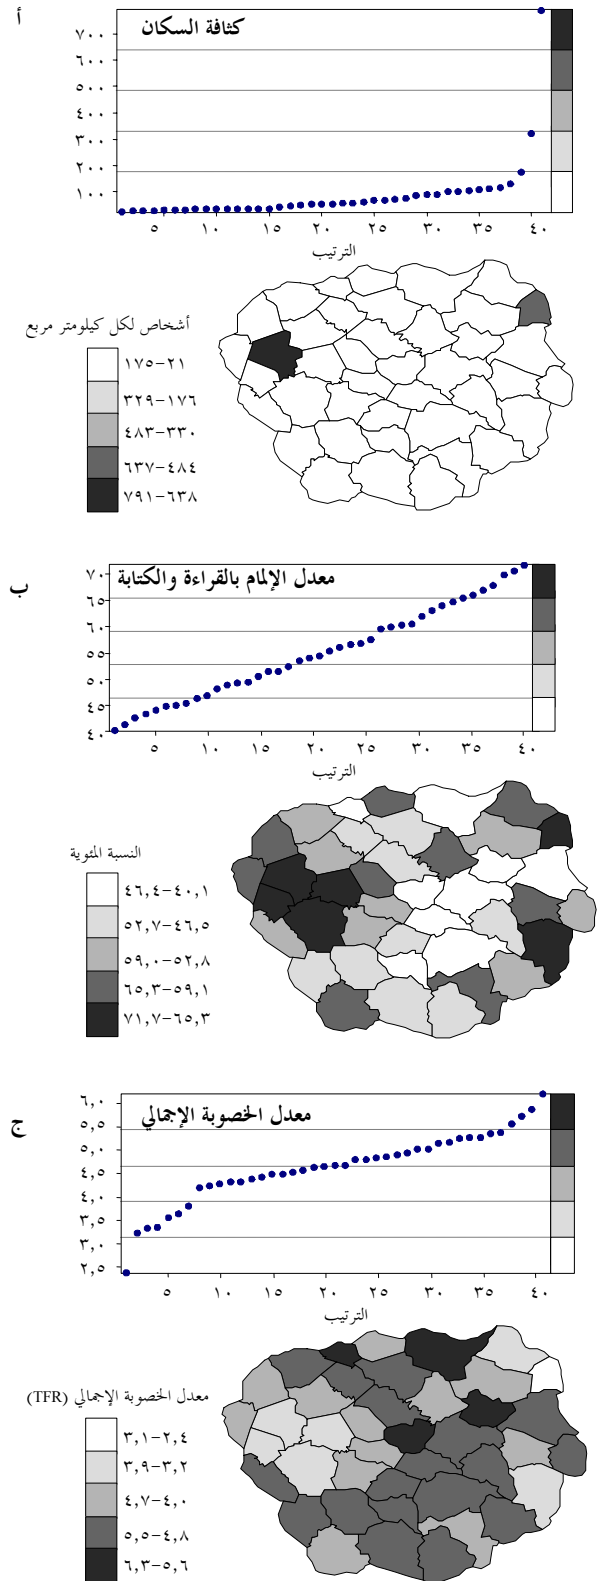 أ
كثافة السكان
٧٠٠
٦٠٠
٥٠٠
٤٠٠
٣٠٠
٢٠٠
١٠٠
٥ ١٠ ١٥ ٢٠ ٢٥ ٣٠ ٣٥ ٤٠
الترتيب
أشخاص لكل كيلومتر مربع
٢١-١٧٥
١٧٦-٣٢٩
٣٣٠-٤٨٣
٤٨٤-٦٣٧
٦٣٨-٧٩١
ب
معدل الإلمام بالقراءة والكتابة
٧٠
٦٥
٦٠
٥٥
٥٠
٤٥
٤٠
٥ ١٠ ١٥ ٢٠ ٢٥ ٣٠ ٣٥ ٤٠
الترتيب
النسبة المئوية
٤٠,١-٤٦,٤
٤٦,٥-٥٢,٧
٥٢,٨-٥٩,٠
٥٩,١-٦٥,٣
٦٥,٣-٧١,٧
ج
معدل الخصوبة الإجمالي
٦,٠
٥,٥
٥,٠
٤,٥
٤,٠
٣,٥
٣,٠
٢,٥
٥ ١٠ ١٥ ٢٠ ٢٥ ٣٠ ٣٥ ٤٠
الترتيب
معدل الخصوبة الإجمالي (TFR)
٢,٤-٣,١
٣,٢-٣,٩
٤,٠-٤,٧
٤,٨-٥,٥
٥,٦-٦,٣